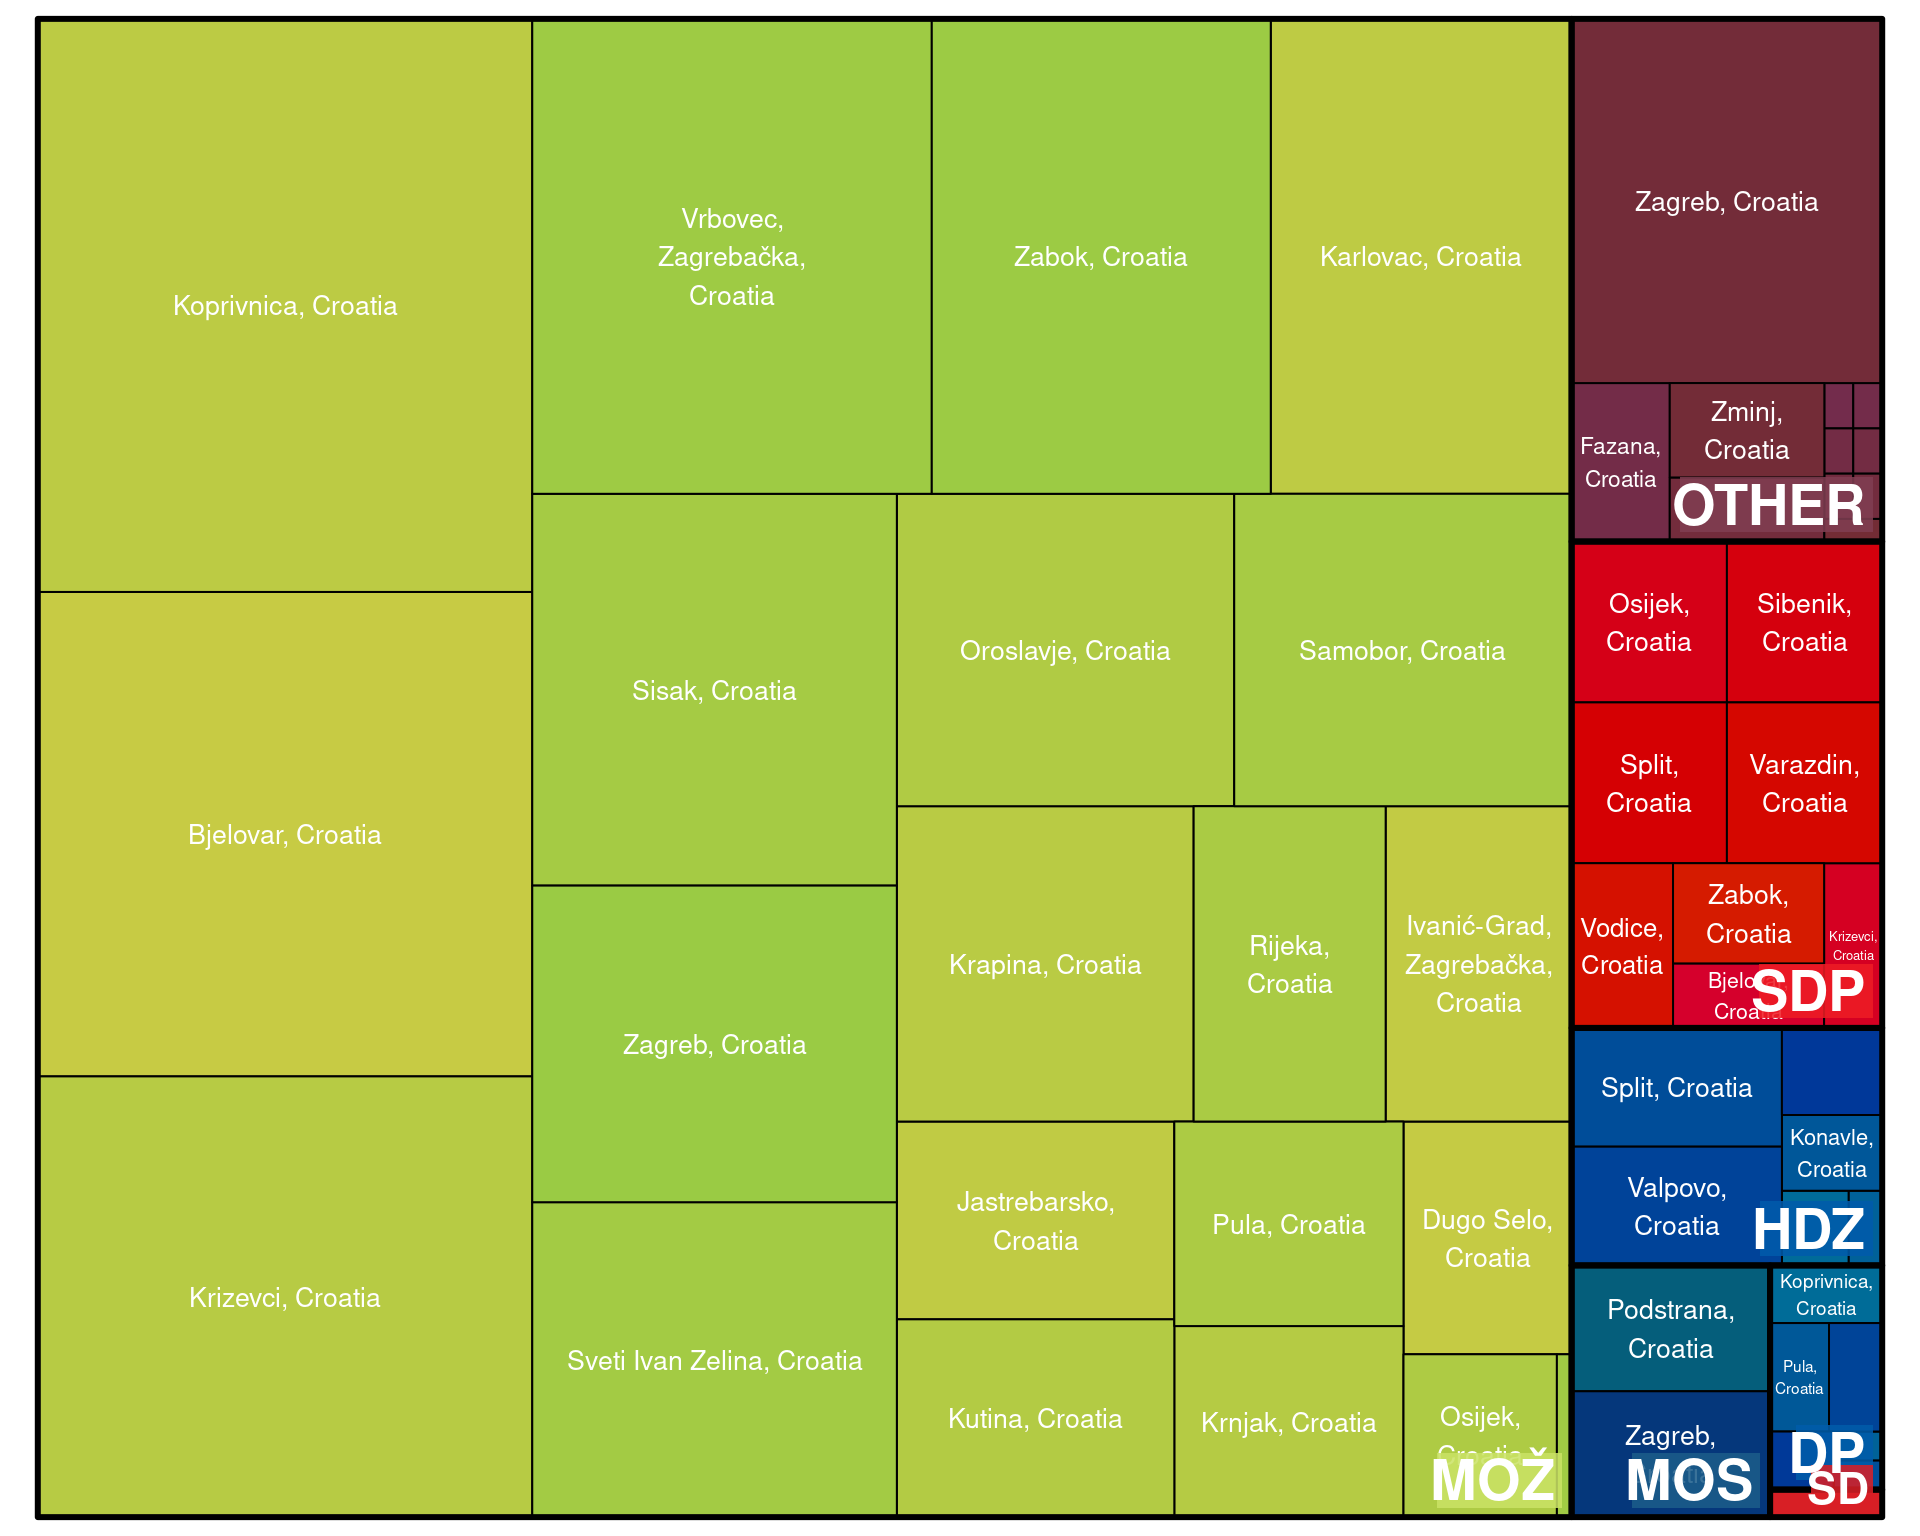 Koprivnica, Croatia
Bjelovar, Croatia
Krizevci, Croatia
Vrbovec,
Zagrebačka,
Croatia
Zabok, Croatia
Karlovac, Croatia
Sisak, Croatia
Zagreb, Croatia
Sveti Ivan Zelina, Croatia
Oroslavje, Croatia
Samobor, Croatia
Krapina, Croatia
Rijeka,
Croatia
Ivanić-Grad,
Zagrebačka,
Croatia
Jastrebarsko,
Croatia
Kutina, Croatia
Pula, Croatia
Krnjak, Croatia
Dugo Selo,
Croatia
Osijek,
Croatia
MOŽ
Zagreb, Croatia
Fazana,
Croatia
Zminj,
Croatia
OTHER
Osijek,
Croatia
Sibenik,
Croatia
Split,
Croatia
Varazdin,
Croatia
Vodice,
Croatia
Zabok,
Croatia
Krizevci,
Croatia
Croatia
SDP
Split, Croatia
Valpovo,
Croatia
Konavle,
Croatia
HDZ
Podstrana,
Croatia
Zagreb,
MOS
Koprivnica,
Croatia
Pula,
Croatia
DP
SD